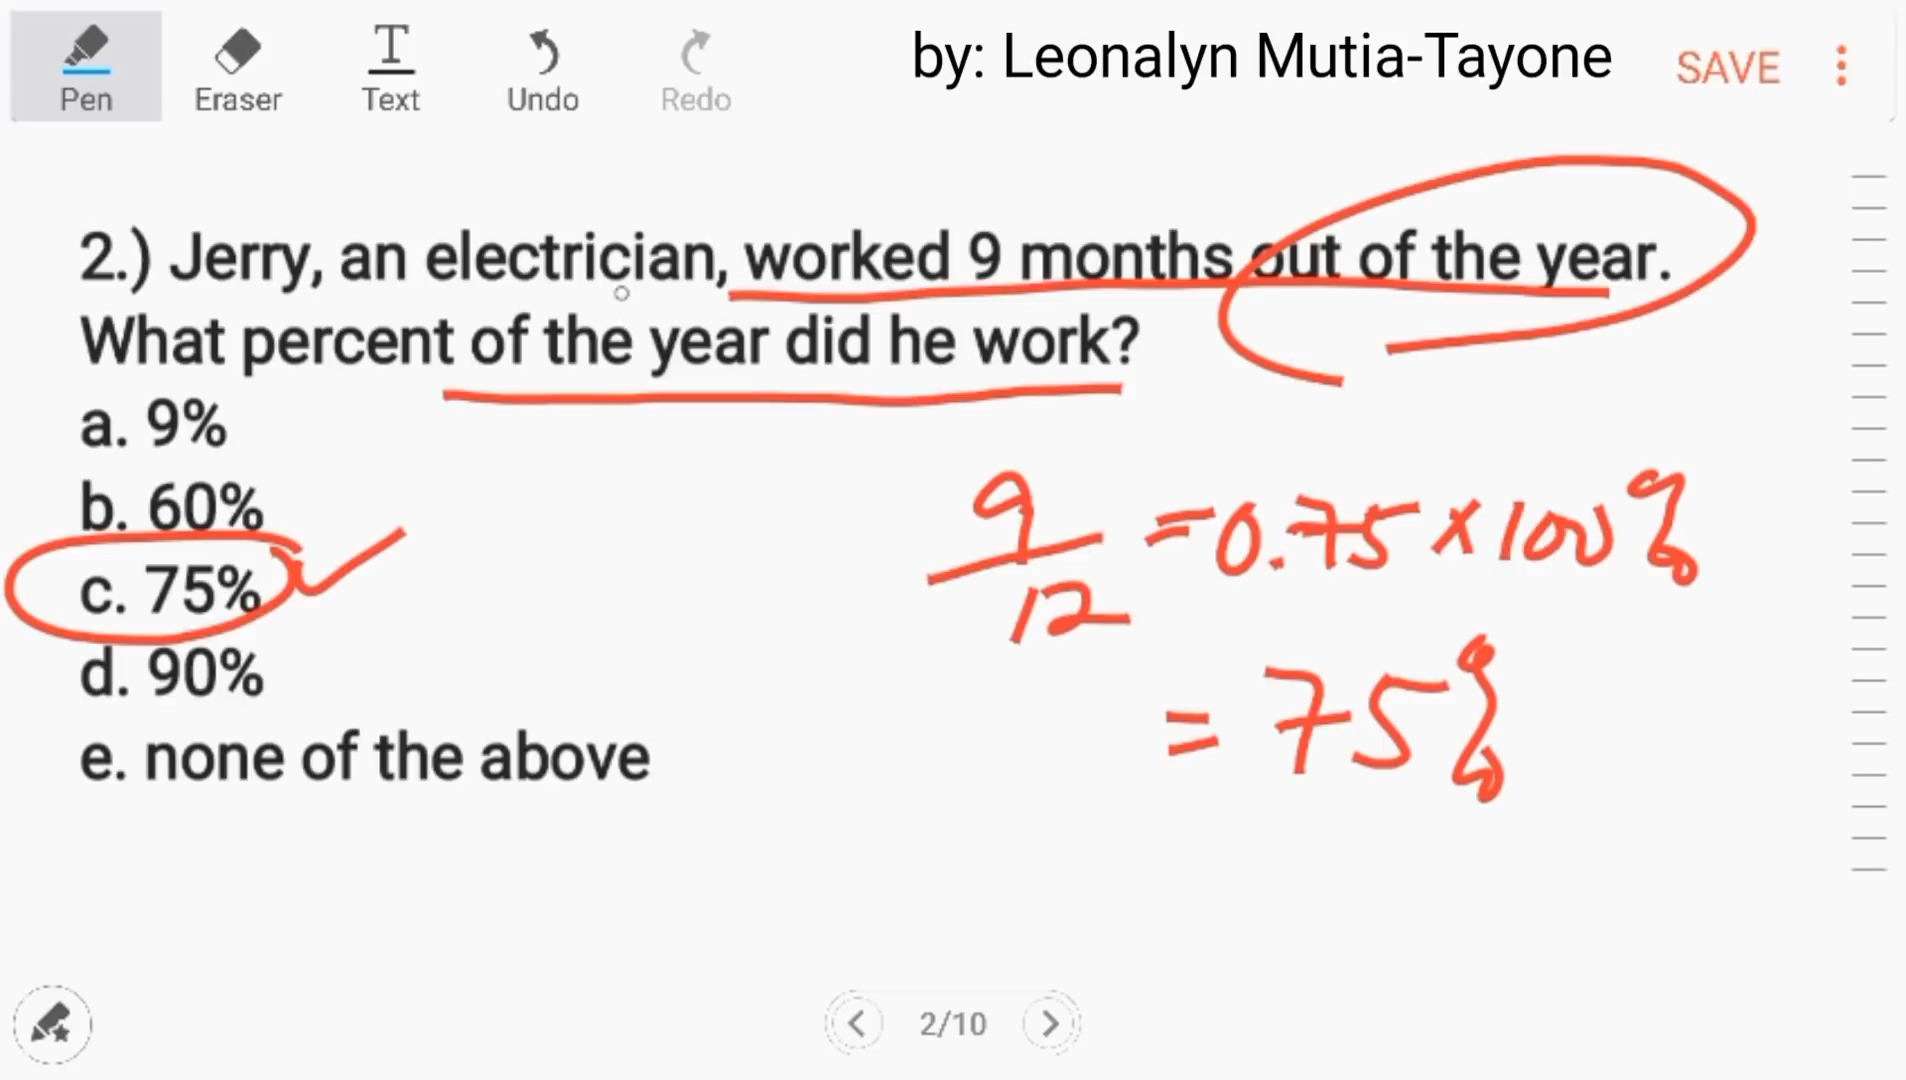 Pen Eraser Text Undo Redo by: Leonalyn Mutia-Tayone SAVE
2.) Jerry, an electrician, worked 9 months out of the year.
What percent of the year did he work?
a. 9%
b. 60%
c. 75%
d. 90%
e. none of the above
9/12 = 0.75 x 100%
= 75%
2/10